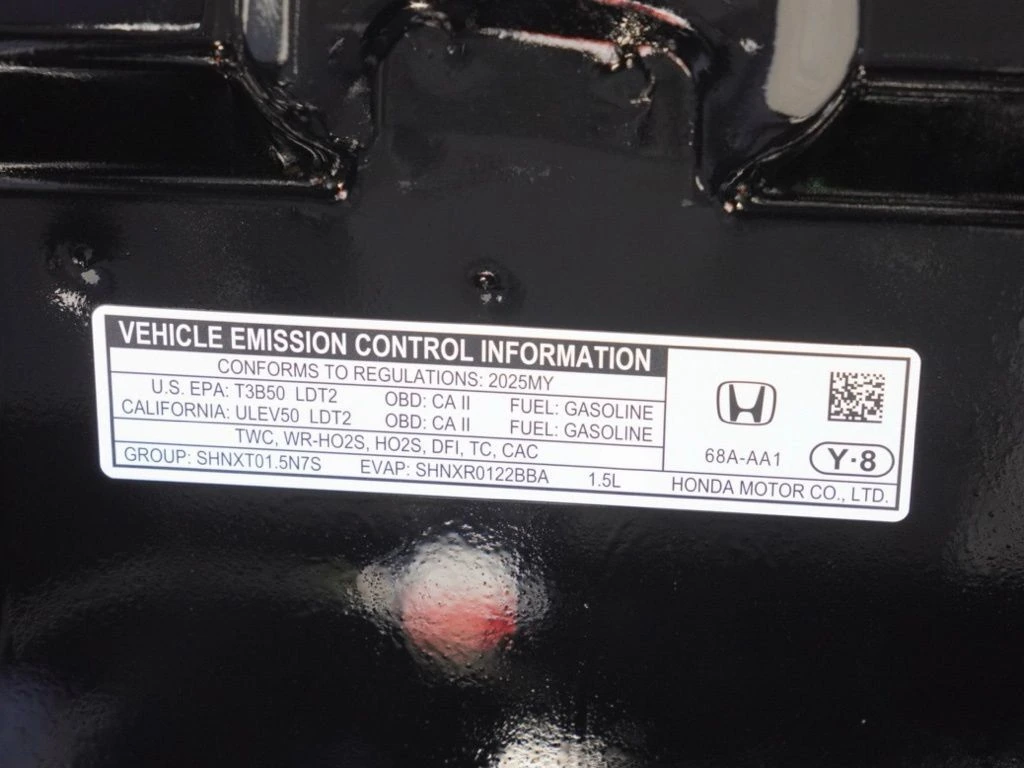 VEHICLE EMISSION CONTROL INFORMATION
CONFORMS TO REGULATIONS: 2025MY
U.S. EPA: T3B50 LDT2 OBD: CA II FUEL: GASOLINE
CALIFORNIA: ULEV50 LDT2 OBD: CA II FUEL: GASOLINE
TWC, WR-HO2S, HO2S, DFI, TC, CAC
GROUP: SHNXT01.5N7S EVAP: SHNXR0122BBA 1.5L
68A-AA1 Y·8
HONDA MOTOR CO., LTD.